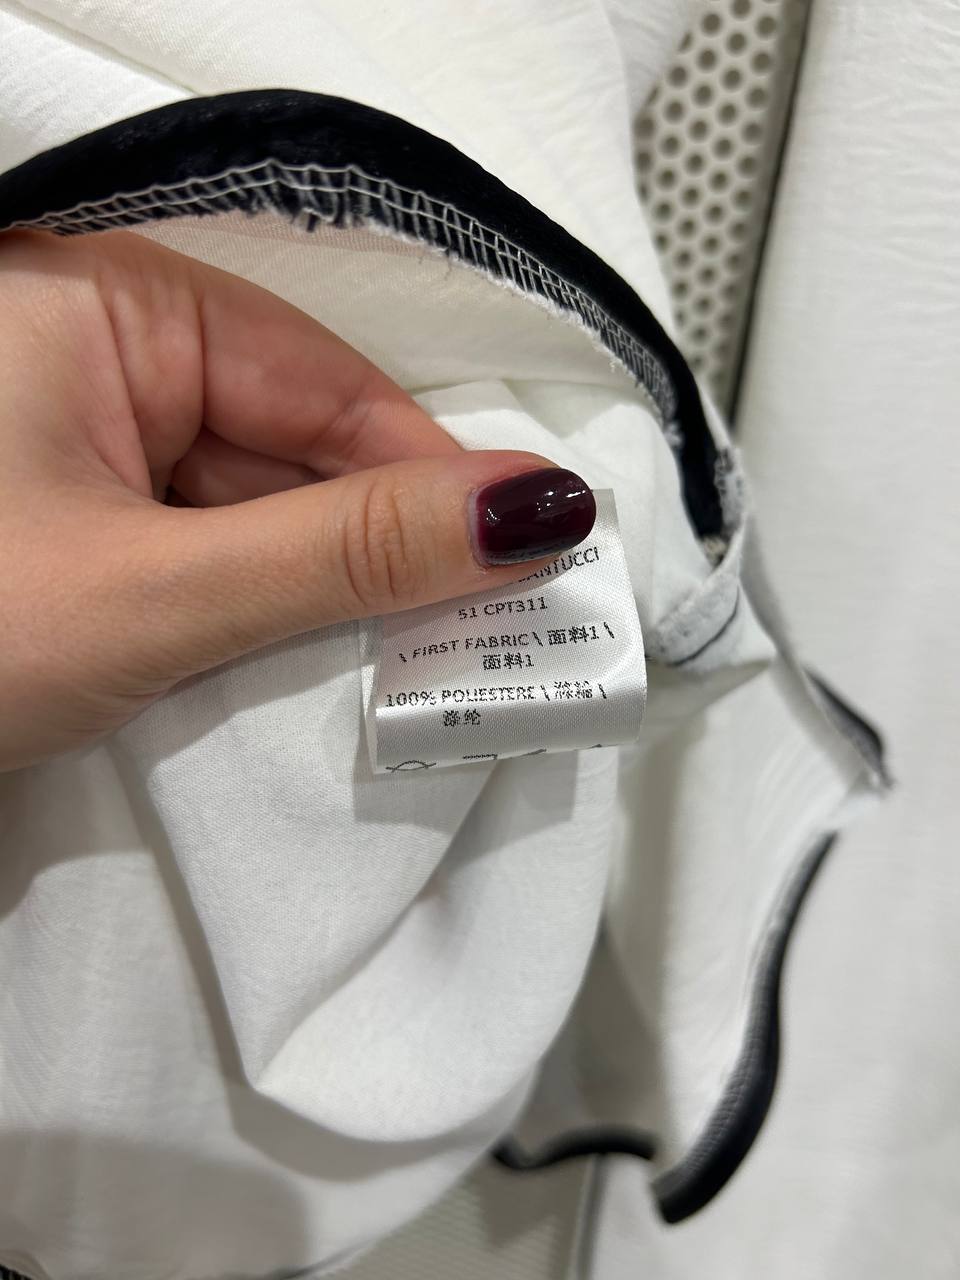 51 CPT311
\ FIRST FABRIC \ 面料1 \
面料1
100% POLIESTERE \ 涤纶 \
涤纶